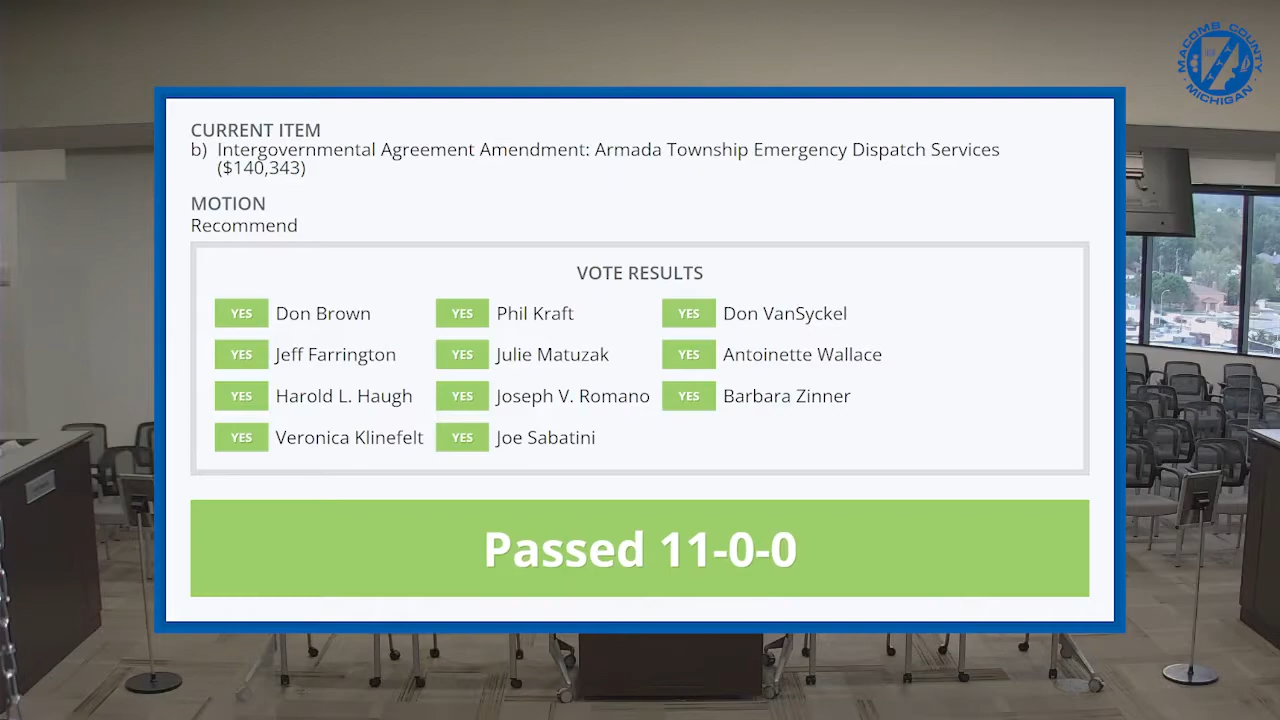 MACOMB COUNTY
MICHIGAN
CURRENT ITEM
b) Intergovernmental Agreement Amendment: Armada Township Emergency Dispatch Services
($140,343)
MOTION
Recommend
VOTE RESULTS
YES Don Brown YES Phil Kraft YES Don VanSyckel
YES Jeff Farrington YES Julie Matuzak YES Antoinette Wallace
YES Harold L. Haugh YES Joseph V. Romano YES Barbara Zinner
YES Veronica Klinefelt YES Joe Sabatini
Passed 11-0-0